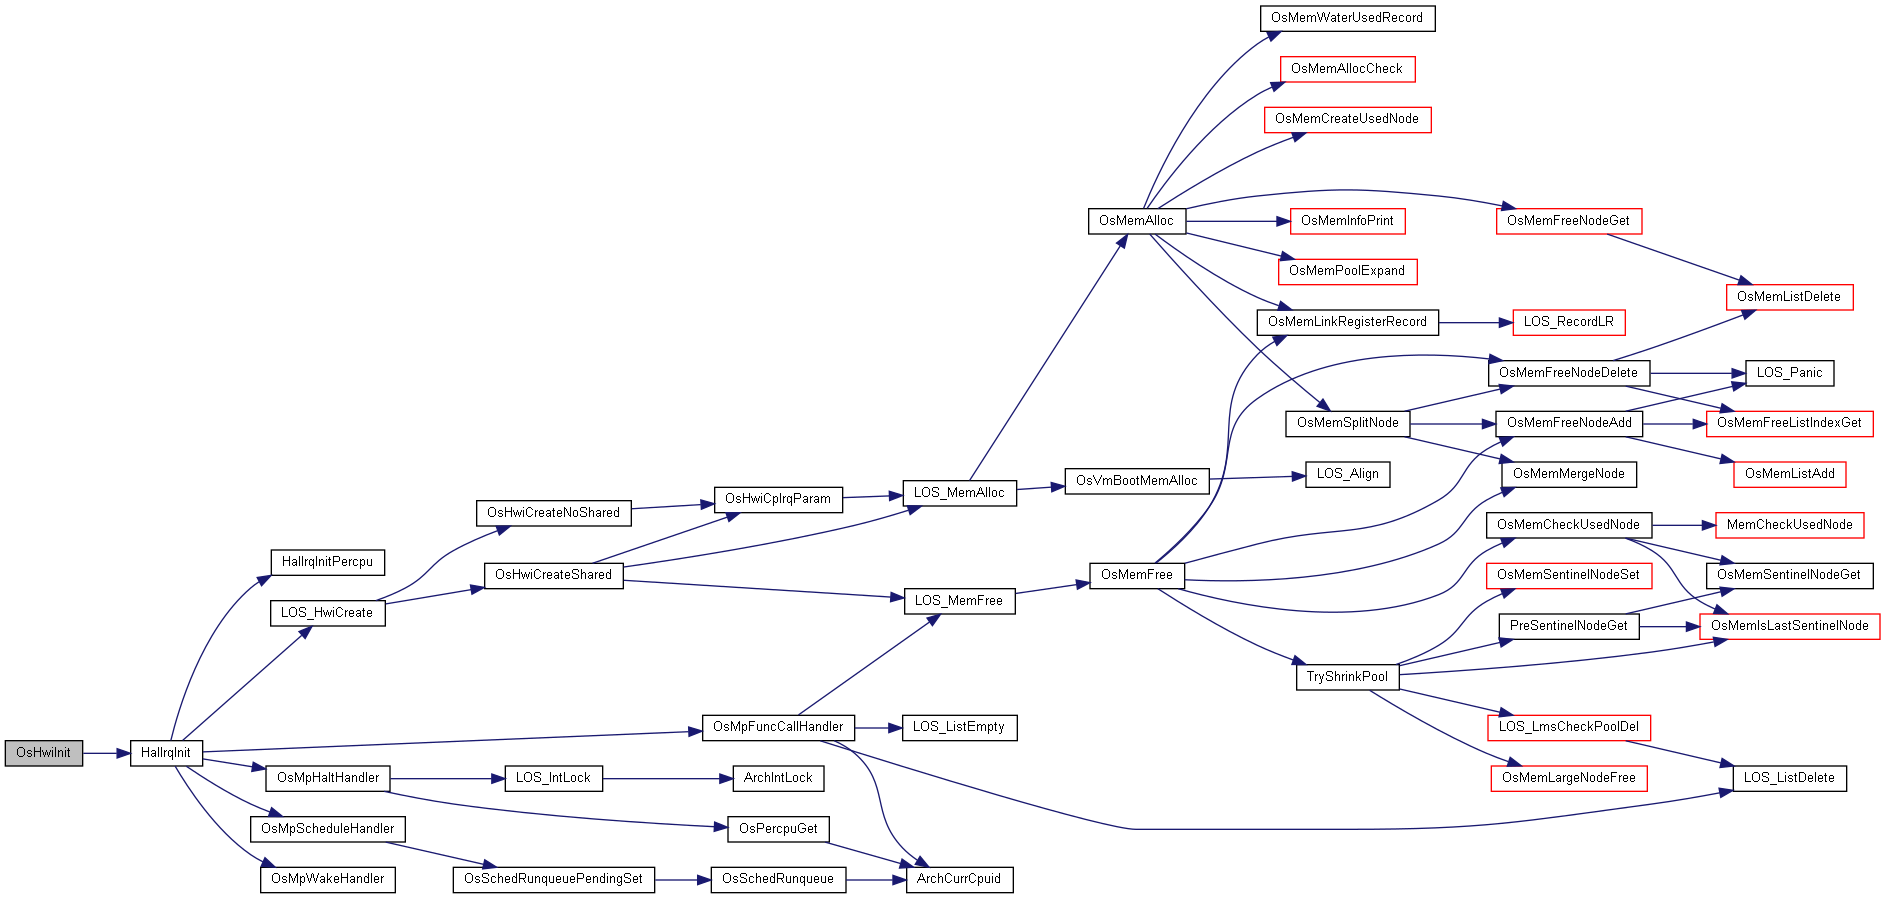 OsMemWaterUsedRecord
OsMemAllocCheck
OsMemCreateUsedNode
OsMemAlloc
OsMemInfoPrint
OsMemFreeNodeGet
OsMemPoolExpand
OsMemListDelete
OsMemLinkRegisterRecord
LOS_RecordLR
OsMemFreeNodeDelete
LOS_Panic
OsMemSplitNode
OsMemFreeNodeAdd
OsMemFreeListIndexGet
OsMemMergeNode
OsMemListAdd
LOS_Align
OsVmBootMemAlloc
OsHwiCpIrqParam
LOS_MemAlloc
OsHwiCreateNoShared
OsMemCheckUsedNode
MemCheckUsedNode
HalIrqInitPercpu
OsHwiCreateShared
OsMemFree
OsMemSentinelNodeSet
OsMemSentinelNodeGet
LOS_HwiCreate
LOS_MemFree
PreSentinelNodeGet
OsMemIsLastSentinelNode
TryShrinkPool
OsMpFuncCallHandler
LOS_ListEmpty
LOS_LmsCheckPoolDel
OsHwiInit
HalIrqInit
OsMpHaltHandler
LOS_IntLock
ArchIntLock
OsMemLargeNodeFree
LOS_ListDelete
OsMpScheduleHandler
OsPercpuGet
OsMpWakeHandler
OsSchedRunqueuePendingSet
OsSchedRunqueue
ArchCurrCpuid